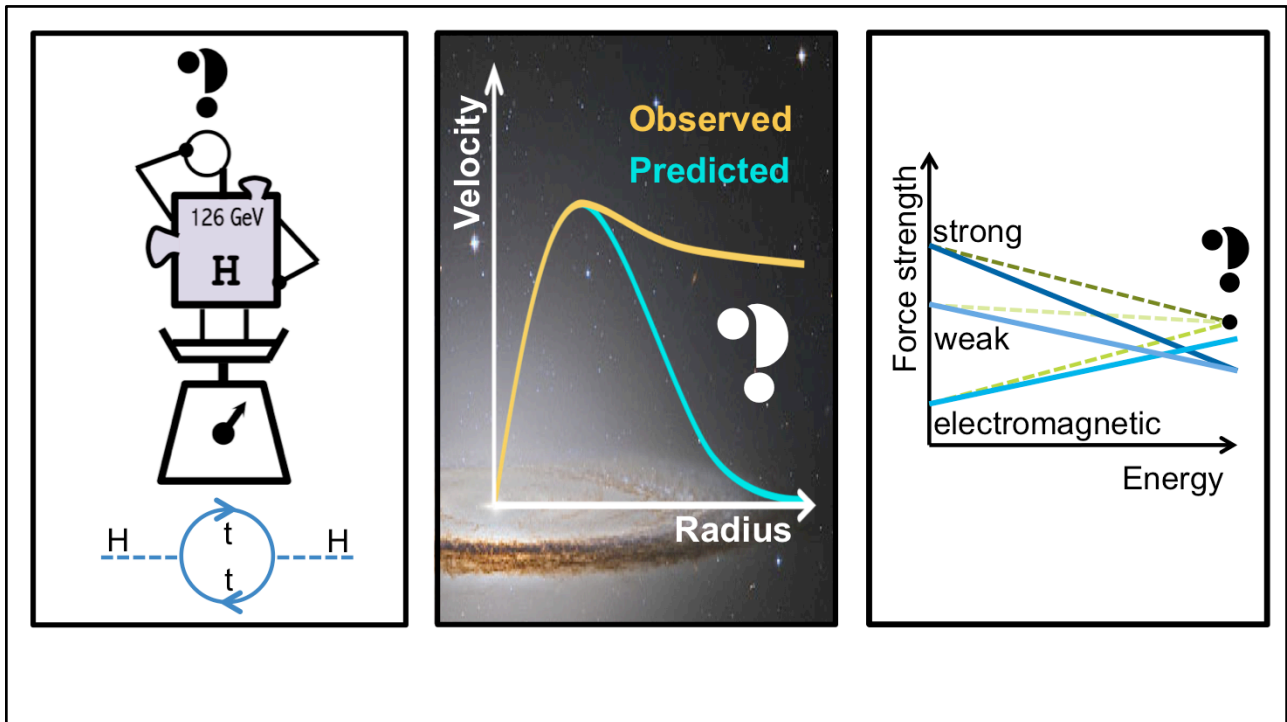 ?
126 GeV
H
H
t
H
t
Velocity
Observed
Predicted
?
Radius
Force strength
strong
?
weak
electromagnetic
Energy